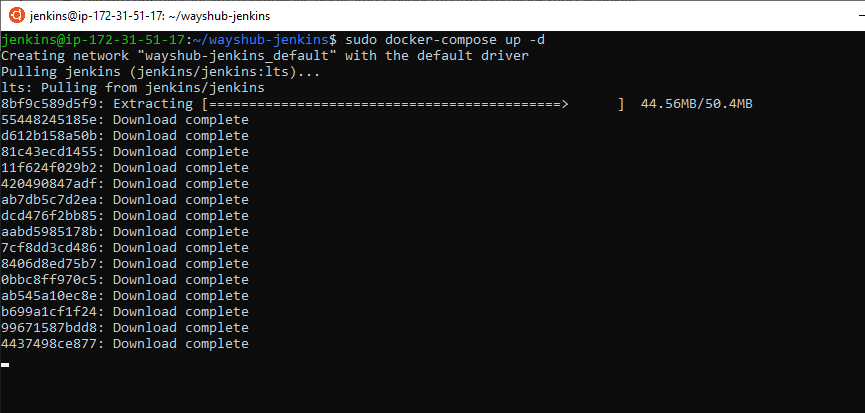 jenkins@ip-172-31-51-17: ~/wayshub-jenkins
jenkins@ip-172-31-51-17:~/wayshub-jenkins$ sudo docker-compose up -d
Creating network "wayshub-jenkins_default" with the default driver
Pulling jenkins (jenkins/jenkins:lts)...
lts: Pulling from jenkins/jenkins
8bf9c589d5f9: Extracting [============================================>      ]  44.56MB/50.4MB
55448245185e: Download complete
d612b158a50b: Download complete
81c43ecd1455: Download complete
11f624f029b2: Download complete
420490847adf: Download complete
ab7db5c7d2ea: Download complete
dcd476f2bb85: Download complete
aabd5985178b: Download complete
7cf8dd3cd486: Download complete
8406d8ed75b7: Download complete
0bbc8ff970c5: Download complete
ab545a10ec8e: Download complete
b699a1cf1f24: Download complete
99671587bdd8: Download complete
4437498ce877: Download complete